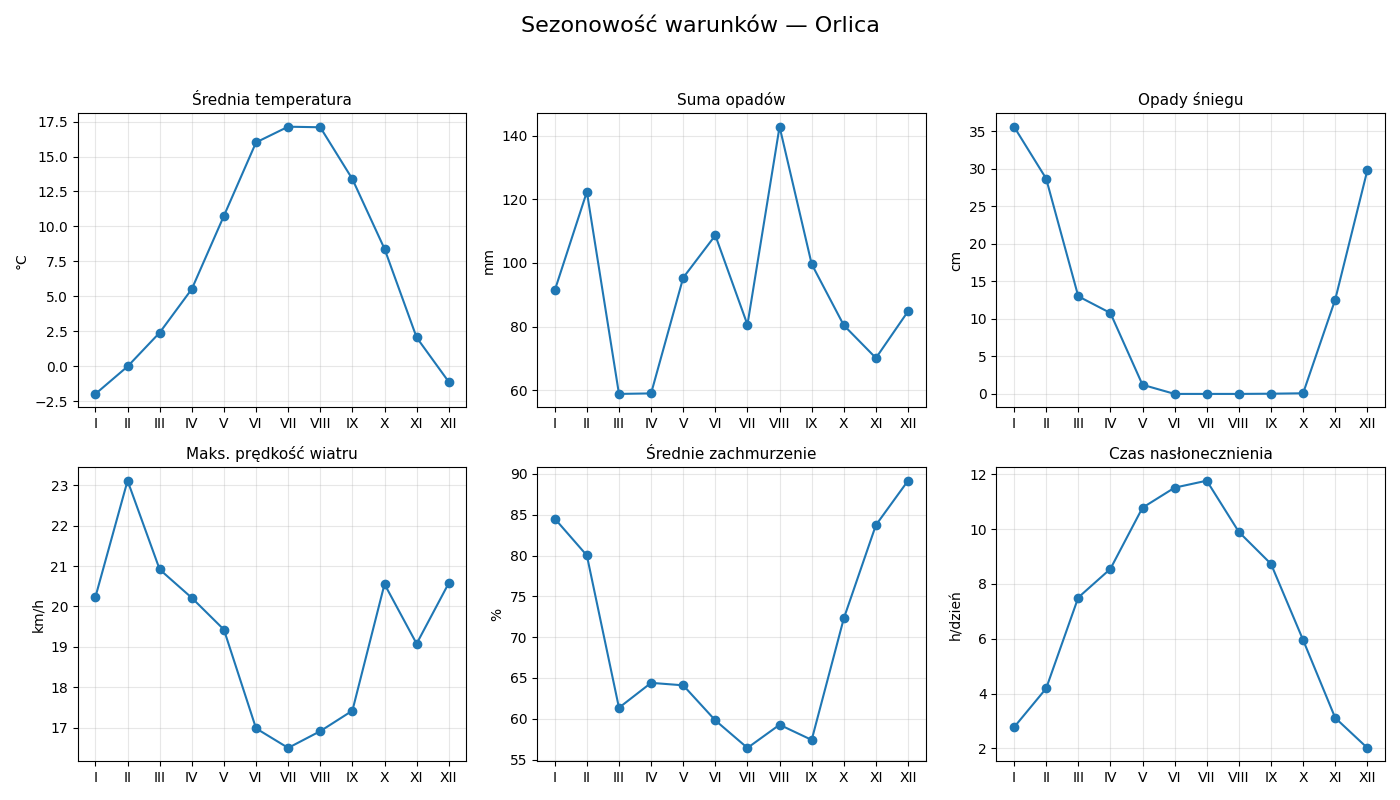 Sezonowość warunków — Orlica
Średnia temperatura
°C
17.5
15.0
12.5
10.0
7.5
5.0
2.5
0.0
−2.5
I II III IV V VI VII VIII IX X XI XII
Suma opadów
mm
140
120
100
80
60
I II III IV V VI VII VIII IX X XI XII
Opady śniegu
cm
35
30
25
20
15
10
5
0
I II III IV V VI VII VIII IX X XI XII
Maks. prędkość wiatru
km/h
23
22
21
20
19
18
17
I II III IV V VI VII VIII IX X XI XII
Średnie zachmurzenie
%
90
85
80
75
70
65
60
55
I II III IV V VI VII VIII IX X XI XII
Czas nasłonecznienia
h/dzień
12
10
8
6
4
2
I II III IV V VI VII VIII IX X XI XII